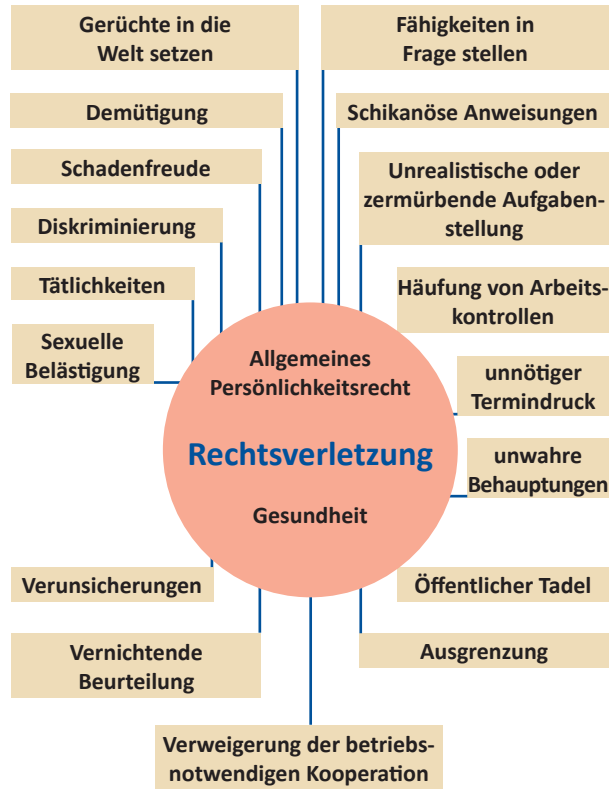 Gerüchte in die
Welt setzen
Fähigkeiten in
Frage stellen
Demütigung
Schikanöse Anweisungen
Schadenfreude
Unrealistische oder
zermürbende Aufgaben-
stellung
Diskriminierung
Tätlichkeiten
Häufung von Arbeits-
kontrollen
Sexuelle
Belästigung
Allgemeines
Persönlichkeitsrecht
unnötiger
Termindruck
Rechtsverletzung
unwahre
Behauptungen
Gesundheit
Verunsicherungen
Öffentlicher Tadel
Vernichtende
Beurteilung
Ausgrenzung
Verweigerung der betriebs-
notwendigen Kooperation